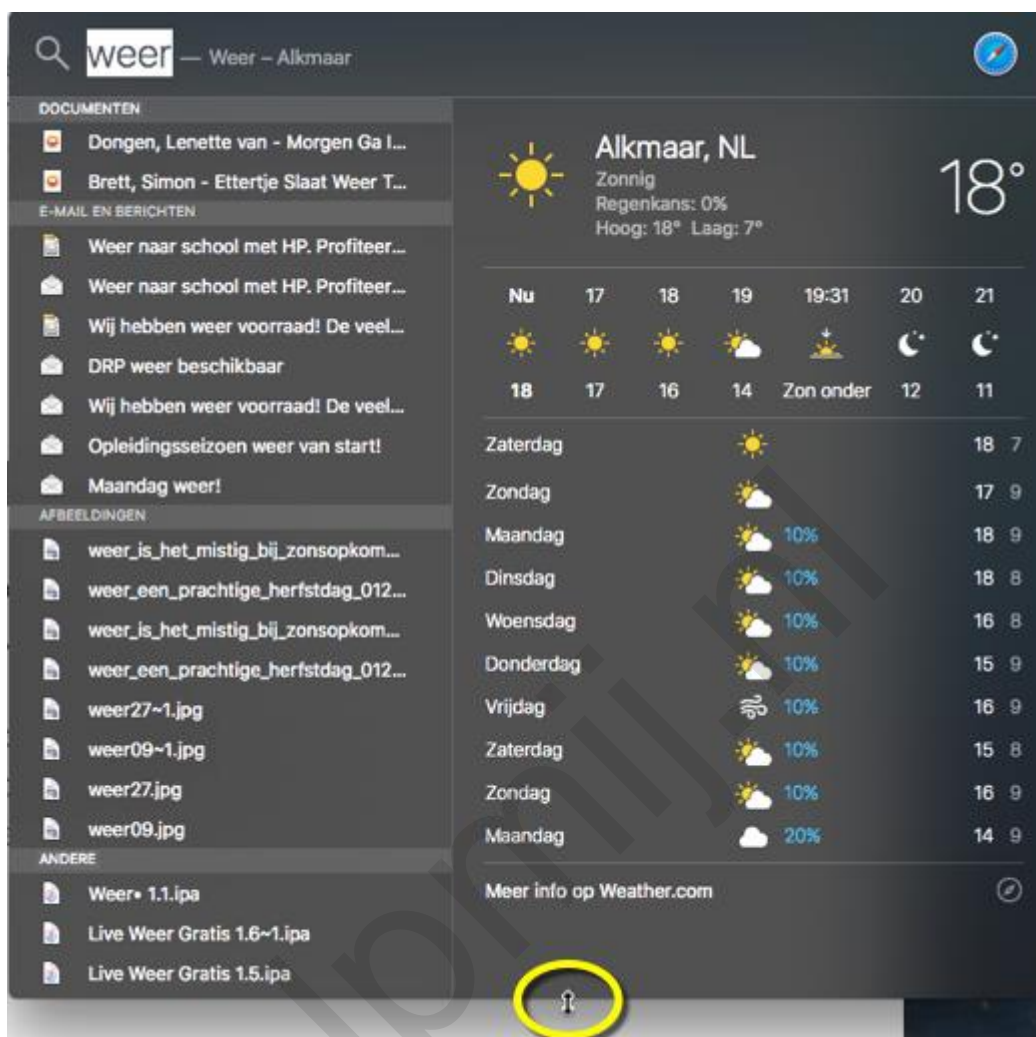 weer — Weer – Alkmaar
DOCUMENTEN
Dongen, Lenette van - Morgen Ga I...
Brett, Simon - Ettertje Slaat Weer T...
E-MAIL EN BERICHTEN
Weer naar school met HP. Profiteer...
Weer naar school met HP. Profiteer...
Wij hebben weer voorraad! De veel...
DRP weer beschikbaar
Wij hebben weer voorraad! De veel...
Opleidingsseizoen weer van start!
Maandag weer!
AFBEELDINGEN
weer_is_het_mistig_bij_zonsopkom...
weer_een_prachtige_herfstdag_012...
weer_is_het_mistig_bij_zonsopkom...
weer_een_prachtige_herfstdag_012...
weer27~1.jpg
weer09~1.jpg
weer27.jpg
weer09.jpg
ANDERE
Weer• 1.1.ipa
Live Weer Gratis 1.6~1.ipa
Live Weer Gratis 1.5.ipa
Alkmaar, NL
Zonnig
Regenkans: 0%
Hoog: 18° Laag: 7°
18°
Nu 17 18 19 19:31 20 21
18 17 16 14 Zon onder 12 11
Zaterdag 18 7
Zondag 17 9
Maandag 10% 18 9
Dinsdag 10% 18 8
Woensdag 10% 16 8
Donderdag 10% 15 9
Vrijdag 10% 16 9
Zaterdag 10% 15 8
Zondag 10% 16 9
Maandag 20% 14 9
Meer info op Weather.com